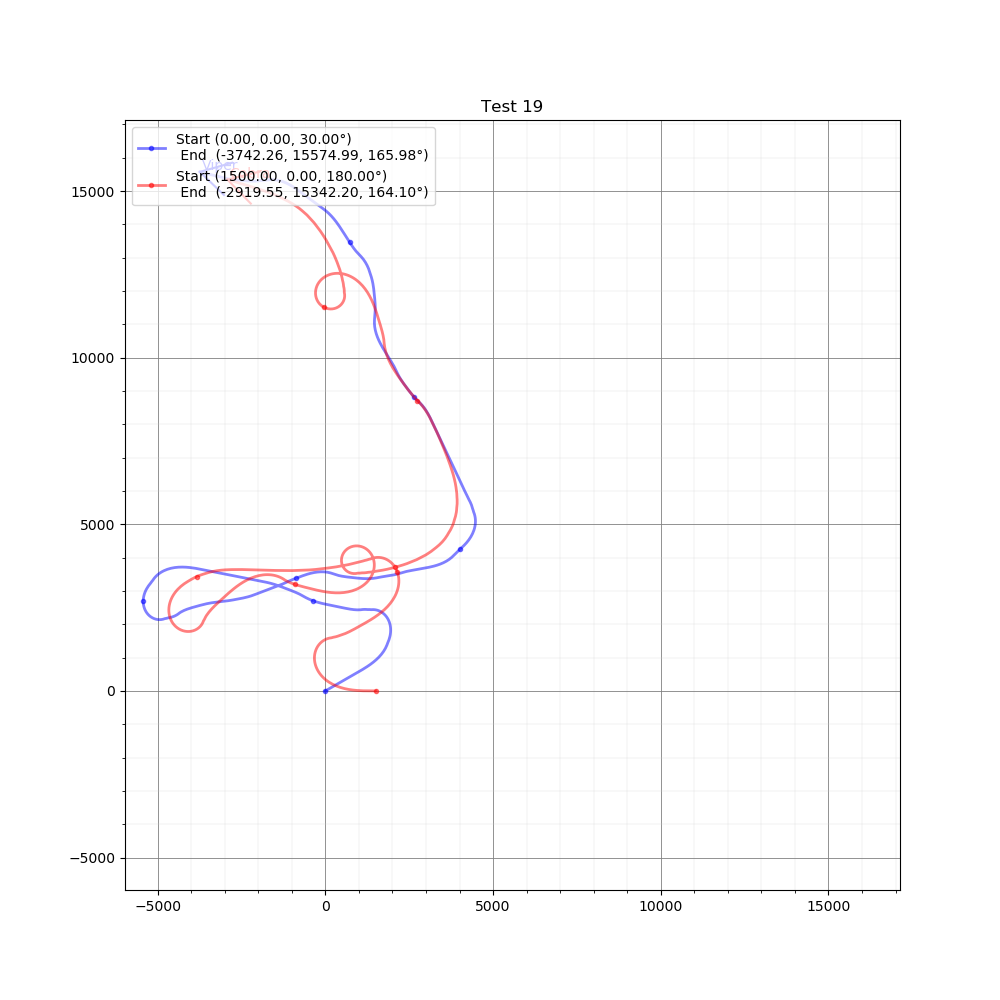 Test 19
Start (0.00, 0.00, 30.00°)
End (-3742.26, 15574.99, 165.98°)
Start (1500.00, 0.00, 180.00°)
End (-2919.55, 15342.20, 164.10°)
15000
10000
5000
0
−5000
−5000
0
5000
10000
15000